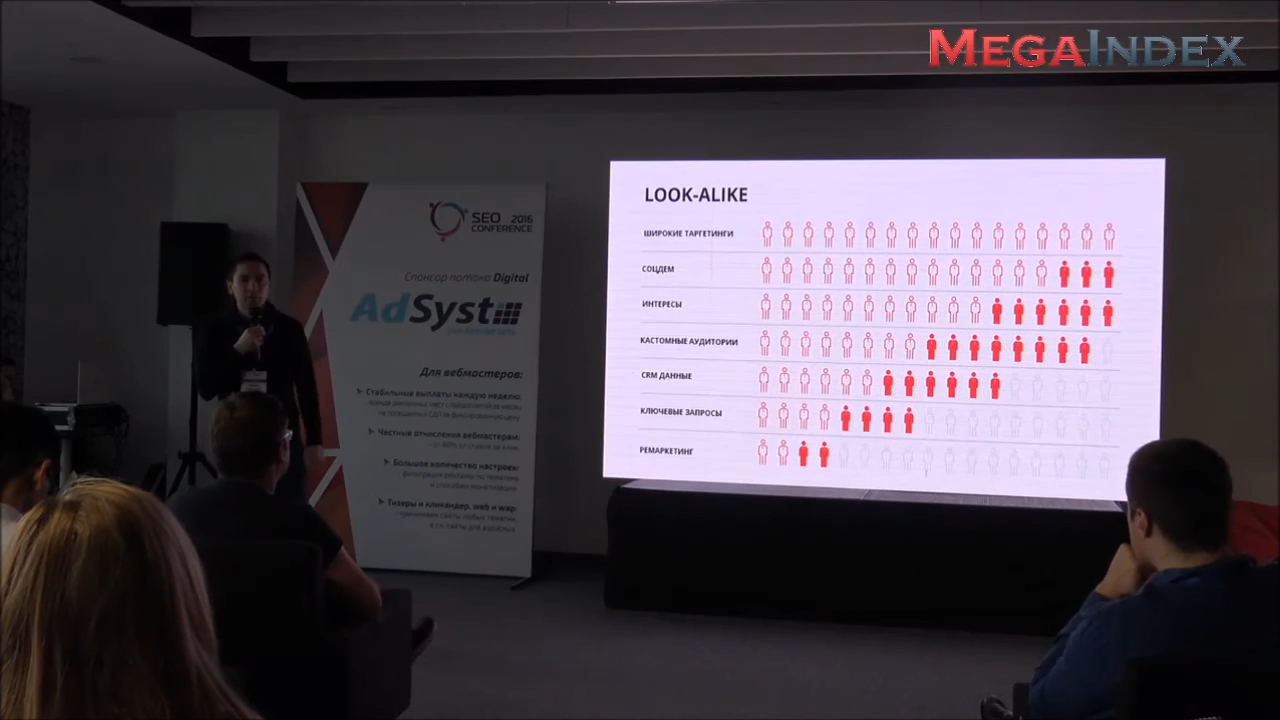 MEGAINDEX
SEO 2016
CONFERENCE
Спонсор потока Digital
AdSyst
Для вебмастеров:
Стабильные выплаты каждую неделю:
Честные отчисления вебмастерам:
Большое количество настроек:
Тизеры и кликандер, web и wap:
LOOK-ALIKE
ШИРОКИЕ ТАРГЕТИНГИ
СОЦДЕМ
ИНТЕРЕСЫ
КАСТОМНЫЕ АУДИТОРИИ
CRM ДАННЫЕ
КЛЮЧЕВЫЕ ЗАПРОСЫ
РЕМАРКЕТИНГ